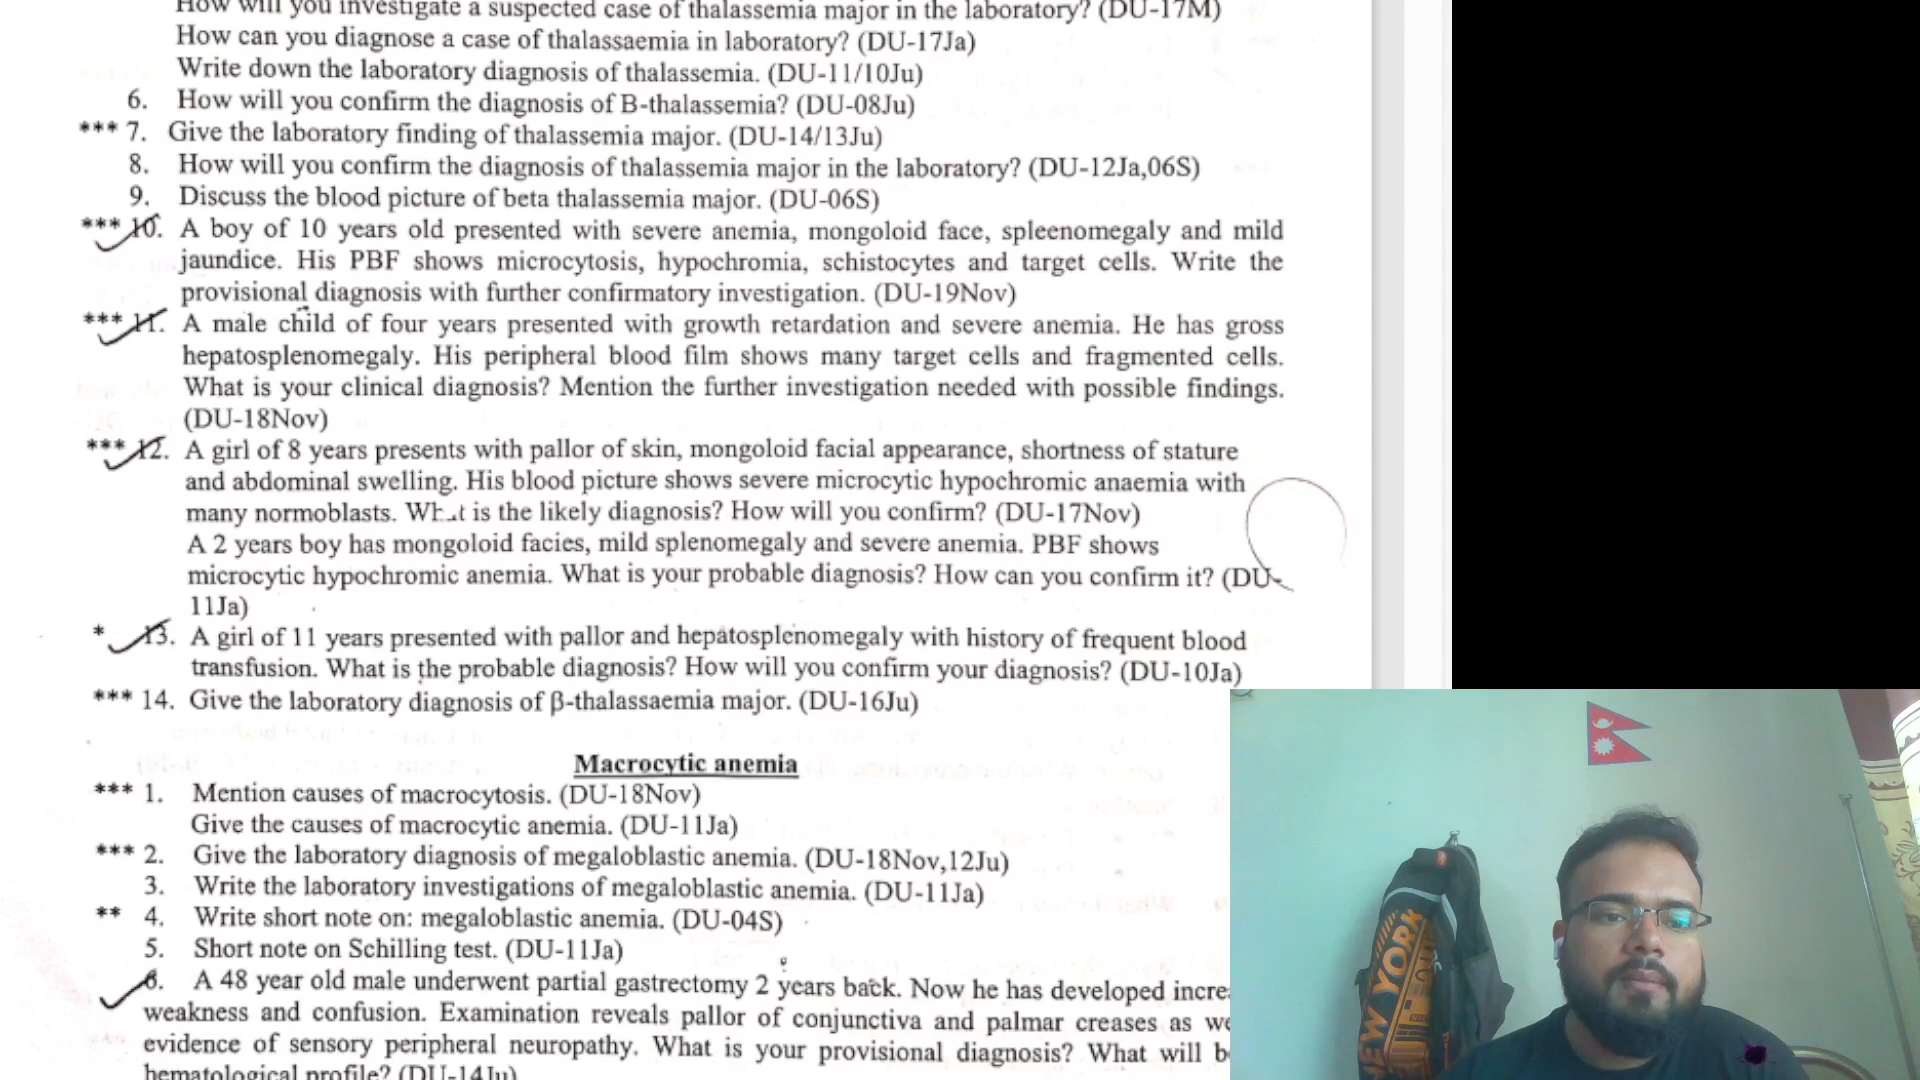 How will you investigate a suspected case of thalassemia major in the laboratory? (DU-17M)
How can you diagnose a case of thalassaemia in laboratory? (DU-17Ja)
Write down the laboratory diagnosis of thalassemia. (DU-11/10Ju)
6. How will you confirm the diagnosis of B-thalassemia? (DU-08Ju)
*** 7. Give the laboratory finding of thalassemia major. (DU-14/13Ju)
8. How will you confirm the diagnosis of thalassemia major in the laboratory? (DU-12Ja,06S)
9. Discuss the blood picture of beta thalassemia major. (DU-06S)
*** 10. A boy of 10 years old presented with severe anemia, mongoloid face, spleenomegaly and mild
jaundice. His PBF shows microcytosis, hypochromia, schistocytes and target cells. Write the
provisional diagnosis with further confirmatory investigation. (DU-19Nov)
*** 11. A male child of four years presented with growth retardation and severe anemia. He has gross
hepatosplenomegaly. His peripheral blood film shows many target cells and fragmented cells.
What is your clinical diagnosis? Mention the further investigation needed with possible findings.
(DU-18Nov)
*** 12. A girl of 8 years presents with pallor of skin, mongoloid facial appearance, shortness of stature
and abdominal swelling. His blood picture shows severe microcytic hypochromic anaemia with
many normoblasts. What is the likely diagnosis? How will you confirm? (DU-17Nov)
A 2 years boy has mongoloid facies, mild splenomegaly and severe anemia. PBF shows
microcytic hypochromic anemia. What is your probable diagnosis? How can you confirm it? (DU-
11Ja)
* 13. A girl of 11 years presented with pallor and hepatosplenomegaly with history of frequent blood
transfusion. What is the probable diagnosis? How will you confirm your diagnosis? (DU-10Ja)
*** 14. Give the laboratory diagnosis of β-thalassaemia major. (DU-16Ju)
Macrocytic anemia
*** 1. Mention causes of macrocytosis. (DU-18Nov)
Give the causes of macrocytic anemia. (DU-11Ja)
*** 2. Give the laboratory diagnosis of megaloblastic anemia. (DU-18Nov,12Ju)
3. Write the laboratory investigations of megaloblastic anemia. (DU-11Ja)
** 4. Write short note on: megaloblastic anemia. (DU-04S)
5. Short note on Schilling test. (DU-11Ja)
6. A 48 year old male underwent partial gastrectomy 2 years back. Now he has developed incre
weakness and confusion. Examination reveals pallor of conjunctiva and palmar creases as we
evidence of sensory peripheral neuropathy. What is your provisional diagnosis? What will b
hematological profile? (DU-14Ju)
NEW YORK